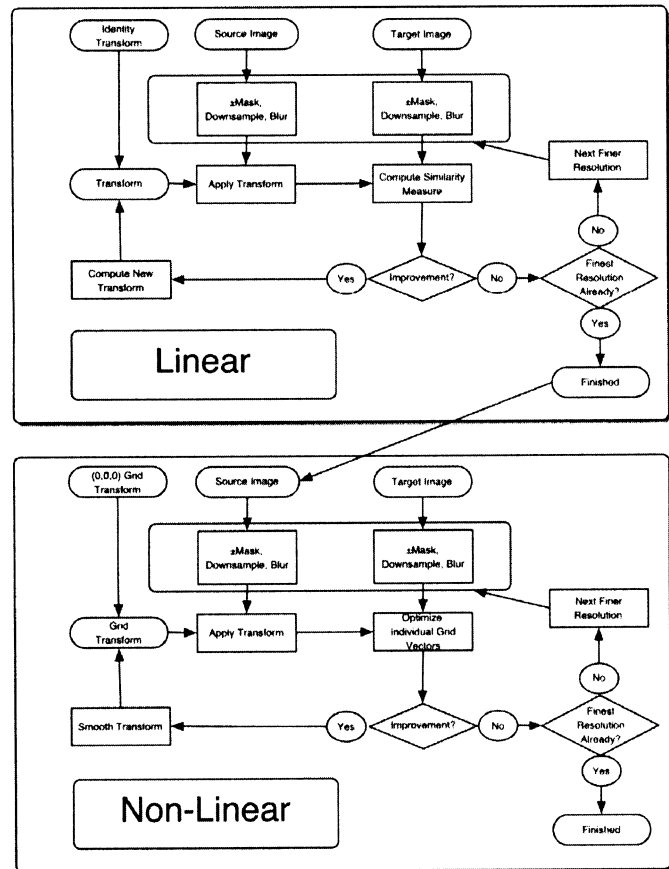 Identity
Transform
Source Image
Target Image
±Mask,
Downsample, Blur
±Mask,
Downsample, Blur
Next Finer
Resolution
Transform
Apply Transform
Compute Similarity
Measure
No
Compute New
Transform
Yes
Improvement?
No
Finest
Resolution
Already?
Yes
Linear
Finished
(0,0,0) Grid
Transform
Source Image
Target Image
±Mask,
Downsample, Blur
±Mask,
Downsample, Blur
Next Finer
Resolution
Grid
Transform
Apply Transform
Optimize
Individual Grid
Vectors
No
Smooth Transform
Yes
Improvement?
No
Finest
Resolution
Already?
Yes
Non-Linear
Finished